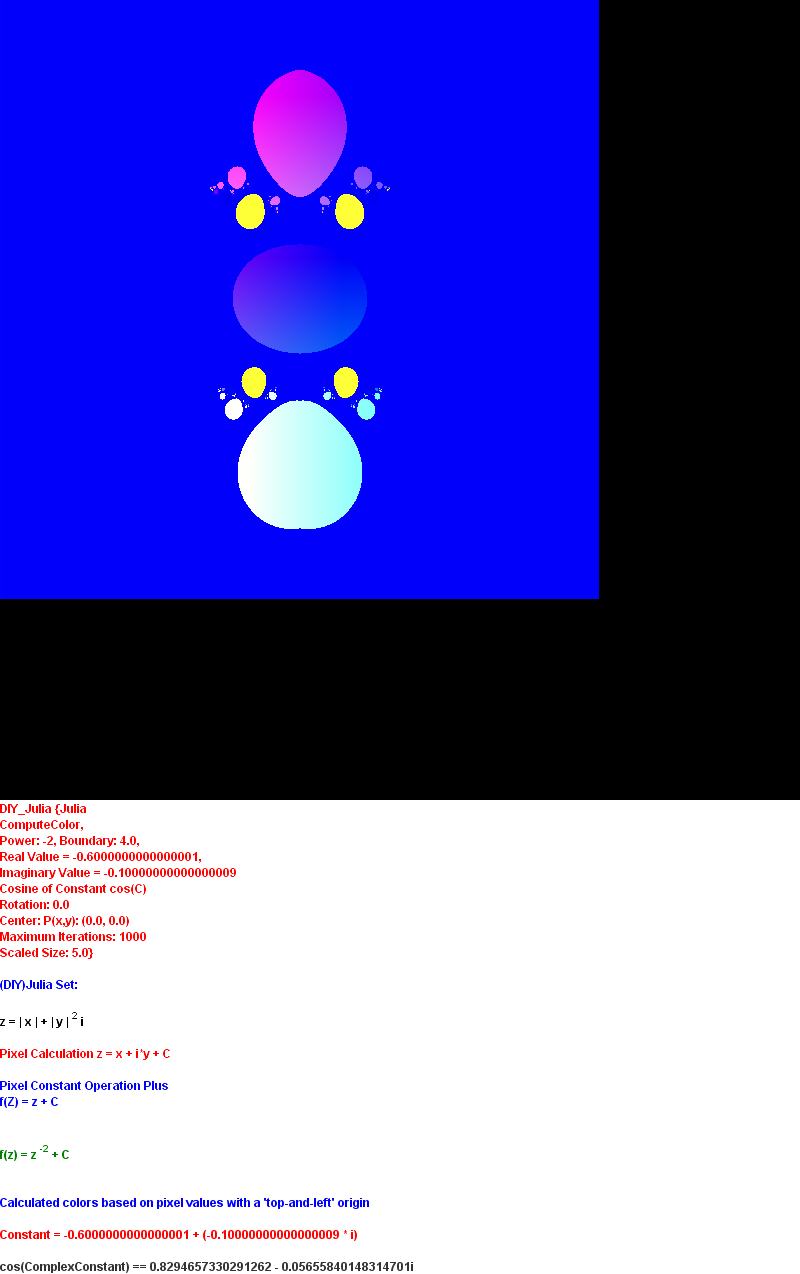 DIY_Julia {Julia
ComputeColor,
Power: -2, Boundary: 4.0,
Real Value = -0.6000000000000001,
Imaginary Value = -0.10000000000000009
Cosine of Constant cos(C)
Rotation: 0.0
Center: P(x,y): (0.0, 0.0)
Maximum Iterations: 1000
Scaled Size: 5.0}
(DIY)Julia Set:
z = | x | + | y | ² i
Pixel Calculation z = x + i*y + C
Pixel Constant Operation Plus
f(Z) = z + C
f(z) = z ⁻² + C
Calculated colors based on pixel values with a 'top-and-left' origin
Constant = -0.6000000000000001 + (-0.10000000000000009 * i)
cos(ComplexConstant) == 0.8294657330291262 - 0.05655840148314701i